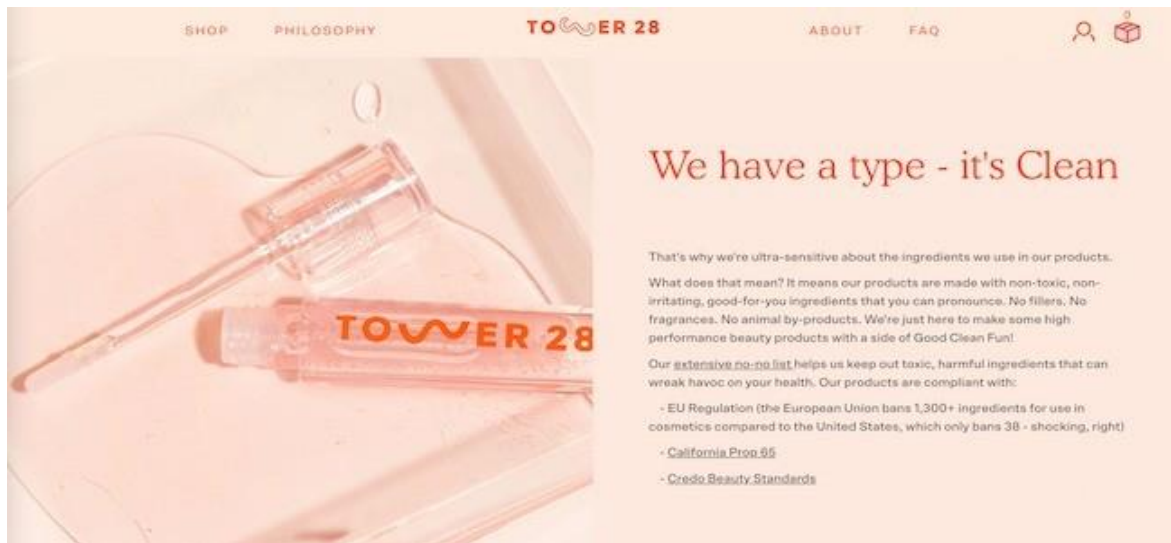 SHOP PHILOSOPHY TOWER 28 ABOUT FAQ 0
We have a type - it's Clean
That's why we're ultra-sensitive about the ingredients we use in our products.
What does that mean? It means our products are made with non-toxic, non-
irritating, good-for-you ingredients that you can pronounce. No fillers. No
fragrances. No animal by-products. We're just here to make some high
performance beauty products with a side of Good Clean Fun!
Our extensive no-no list helps us keep out toxic, harmful ingredients that can
wreak havoc on your health. Our products are compliant with:
- EU Regulation (the European Union bans 1,300+ ingredients for use in
cosmetics compared to the United States, which only bans 38 - shocking, right)
- California Prop 65
- Credo Beauty Standards
TOWER 28